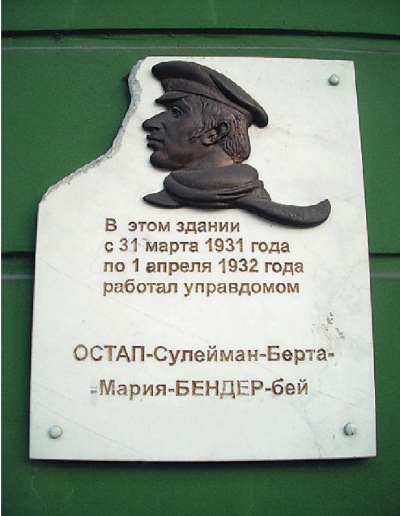 В этом здании
с 31 марта 1931 года
по 1 апреля 1932 года
работал управдомом
ОСТАП-Сулейман-Берта-
-Мария-БЕНДЕР-бей